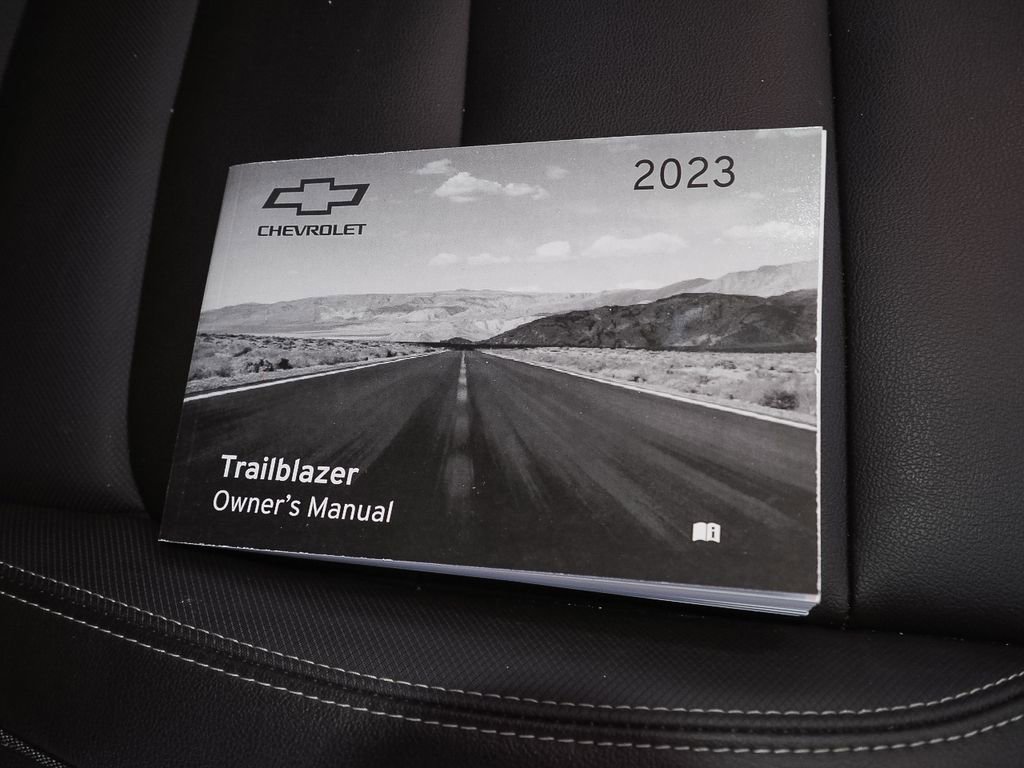 2023
CHEVROLET
Trailblazer
Owner's Manual